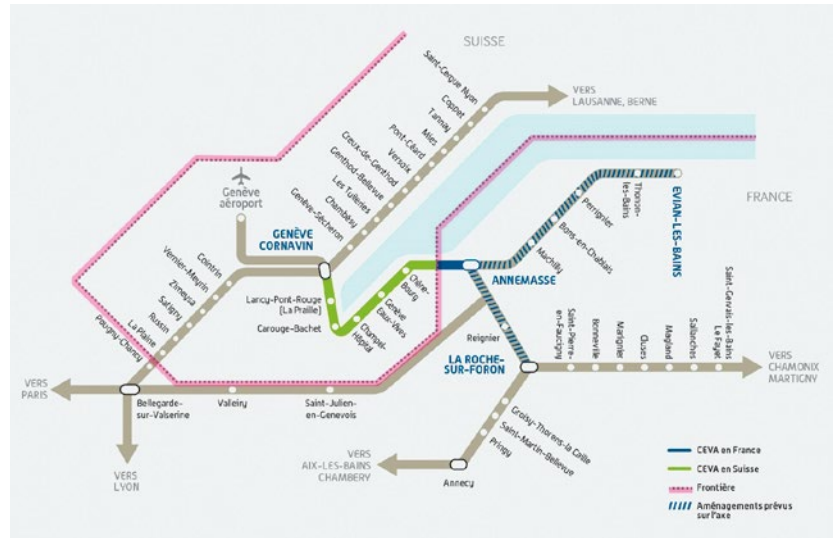 SUISSE
VERS
LAUSANNE, BERNE
Saint-Cergue Nyon
Coppet
Tannay
Mies
Pont-Céard
Versoix
Creux-de-Genthod
Genthod-Bellevue
Les Tuileries
Chambésy
Genève-Sécheron
Genève
aéroport
GENÈVE
CORNAVIN
FRANCE
EVIAN-LES-BAINS
Thonon-
les-Bains
Perrignier
Bons-en-Chablais
Machilly
ANNEMASSE
Chêne-
Bourg
Genève
Eaux-Vives
Champel-
Hôpital
Lancy-Pont-Rouge
(La Praille)
Carouge-Bachet
Cointrin
Vernier-Meyrin
Zimeysa
Satigny
Russin
La Plaine
Pougny-Chancy
Reignier
LA ROCHE-
SUR-FORON
Saint-Pierre-
en-Faucigny
Bonneville
Marignier
Cluses
Magland
Sallanches
Saint-Gervais-les-Bains
Le Fayet
VERS
CHAMONIX
MARTIGNY
VERS
PARIS
Bellegarde-
sur-Valserine
Valleiry
Saint-Julien-
en-Genevois
VERS
LYON
Groisy-Thorens-la Caille
Saint-Martin-Bellevue
Pringy
VERS
AIX-LES-BAINS
CHAMBERY
Annecy
CEVA en France
CEVA en Suisse
Frontière
Aménagements prévus
sur l'axe